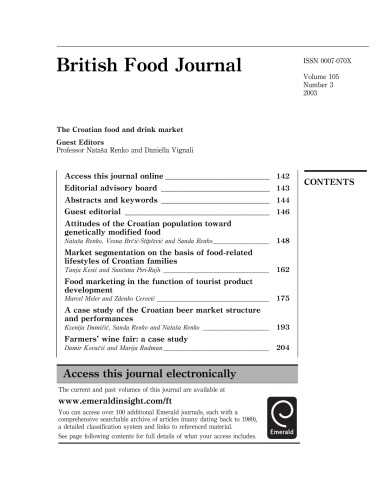 British Food Journal
ISSN 0007-070X
Volume 105
Number 3
2003
The Croatian food and drink market
Guest Editors
Professor Nataša Renko and Daniella Vignali
CONTENTS
Access this journal online 142
Editorial advisory board 143
Abstracts and keywords 144
Guest editorial 146
Attitudes of the Croatian population toward
genetically modified food
Nataša Renko, Vesna Brčić-Stipčević and Sanda Renko 148
Market segmentation on the basis of food-related
lifestyles of Croatian families
Tanja Kesić and Sunčana Piri-Rajh 162
Food marketing in the function of tourist product
development
Marcel Meler and Zdenko Cerović 175
A case study of the Croatian beer market structure
and performances
Ksenija Dumičić, Sanda Renko and Nataša Renko 193
Farmers' wine fair: a case study
Damir Kovačić and Marija Radman 204
Access this journal electronically
The current and past volumes of this journal are available at
www.emeraldinsight.com/ft
You can access over 100 additional Emerald journals, each with a
comprehensive searchable archive of articles (many dating back to 1989),
a detailed classification system and links to referenced material.
See page following contents for full details of what your access includes.
Emerald